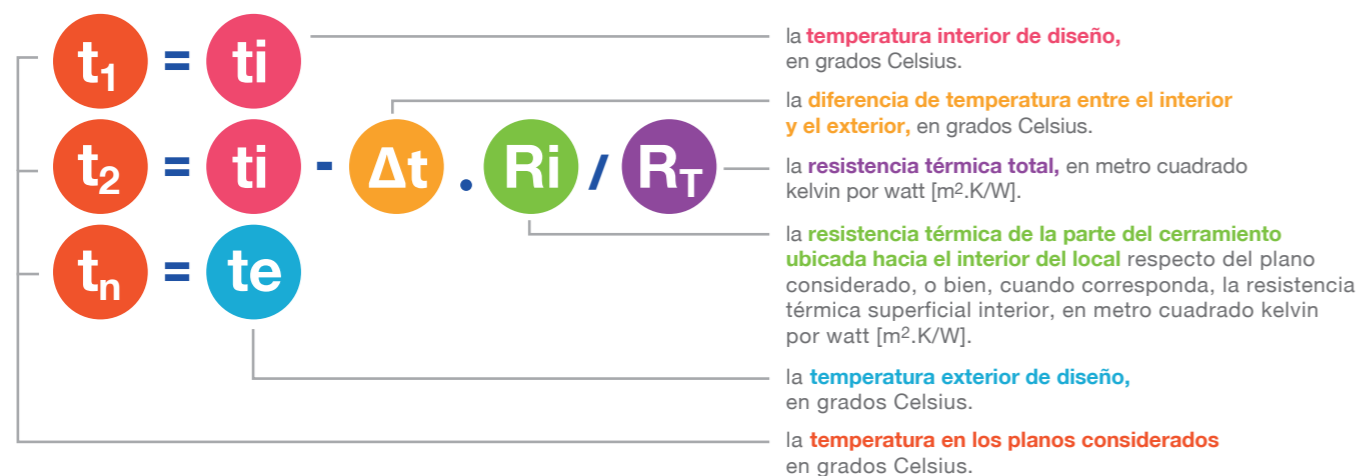 t₁ = ti
la temperatura interior de diseño,
en grados Celsius.
la diferencia de temperatura entre el interior
y el exterior, en grados Celsius.
t₂ = ti - Δt . Ri / R_T
la resistencia térmica total, en metro cuadrado
kelvin por watt [m².K/W].
la resistencia térmica de la parte del cerramiento
ubicada hacia el interior del local respecto del plano
considerado, o bien, cuando corresponda, la resistencia
térmica superficial interior, en metro cuadrado kelvin
por watt [m².K/W].
tₙ = te
la temperatura exterior de diseño,
en grados Celsius.
la temperatura en los planos considerados
en grados Celsius.